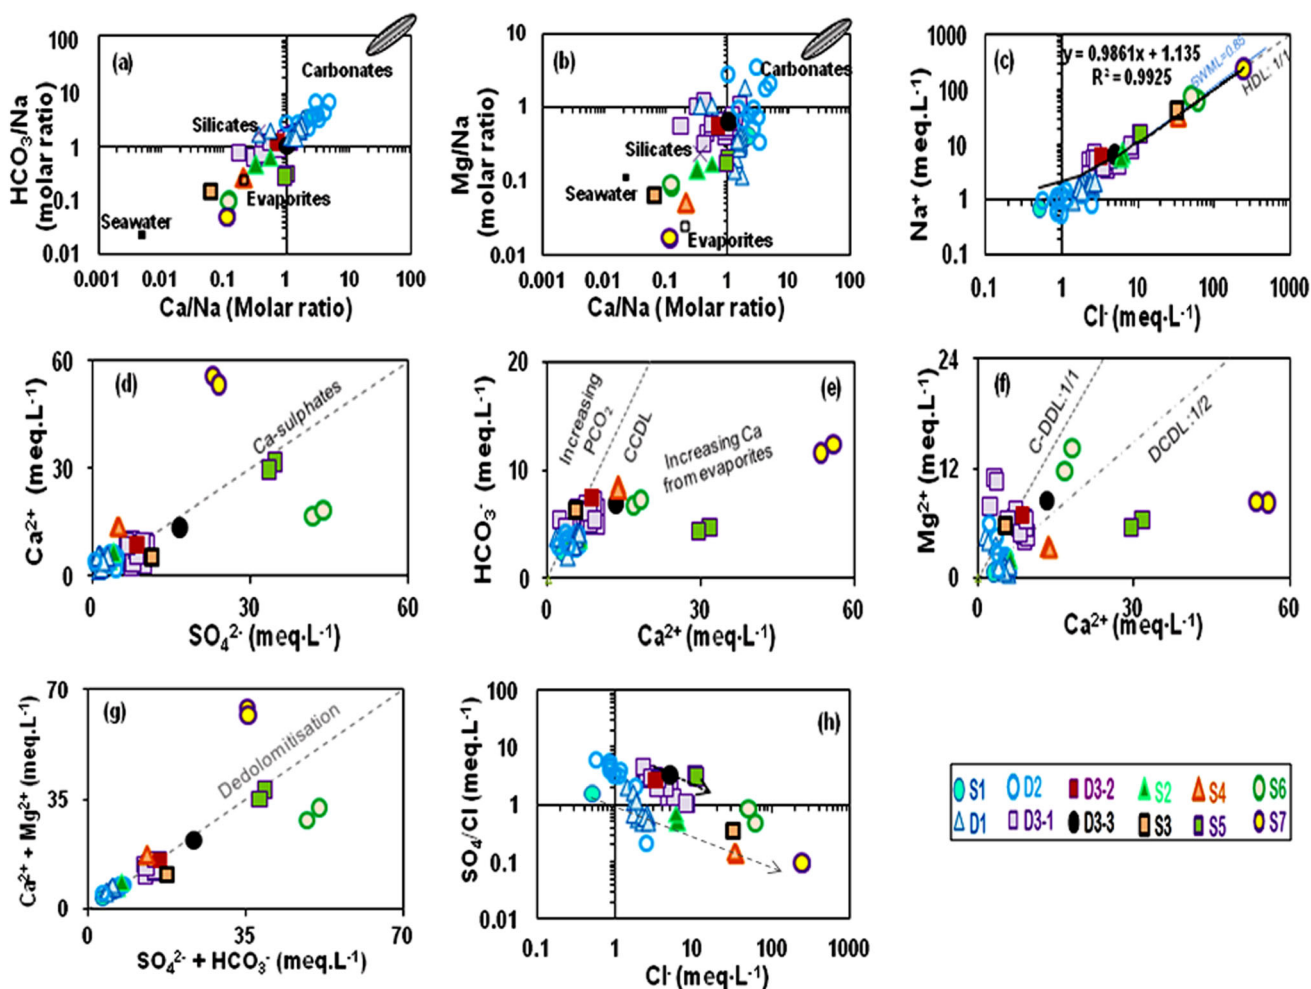 (a)
100
10
1
0.1
0.01
HCO₃/Na
(molar ratio)
Carbonates
Silicates
Evaporites
Seawater
0.001
0.1
1
10
100
Ca/Na (Molar ratio)
(b)
10
1
0.1
0.01
Mg/Na
(molar ratio)
Carbonates
Silicates
Seawater
Evaporites
0.001
0.1
1
10
100
Ca/Na (Molar ratio)
(c)
y = 0.9861x + 1.135
R² = 0.9925
SWML=0.85
HDL: 1/1
1000
100
10
1
0.1
Na⁺ (meq.L⁻¹)
0.1
1
10
100
1000
Cl⁻ (meq·L⁻¹)
(d)
60
30
0
Ca²⁺ (meq.L⁻¹)
Ca-sulphates
0
30
60
SO₄²⁻ (meq·L⁻¹)
(e)
20
10
0
HCO₃⁻ (meq.L⁻¹)
Increasing
PCO₂
CCDL
Increasing Ca
from evaporites
0
30
60
Ca²⁺ (meq·L⁻¹)
(f)
24
12
0
Mg²⁺ (meq.L⁻¹)
C-DDL:1/1
DCDL:1/2
0
30
60
Ca²⁺ (meq·L⁻¹)
(g)
70
35
0
Ca²⁺ + Mg²⁺ (meq.L⁻¹)
Dedolomitisation
0
35
70
SO₄²⁻ + HCO₃⁻ (meq.L⁻¹)
(h)
100
10
1
0.1
0.01
SO₄/Cl (meq.L⁻¹)
0.1
1
10
100
1000
Cl⁻ (meq·L⁻¹)
S1 D2 D3-2 S2 S4 S6
D1 D3-1 D3-3 S3 S5 S7